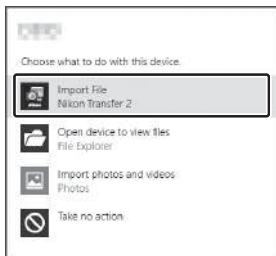 Choose what to do with this device.
Import File
Nikon Transfer 2
Open device to view files
File Explorer
Import photos and videos
Photos
Take no action